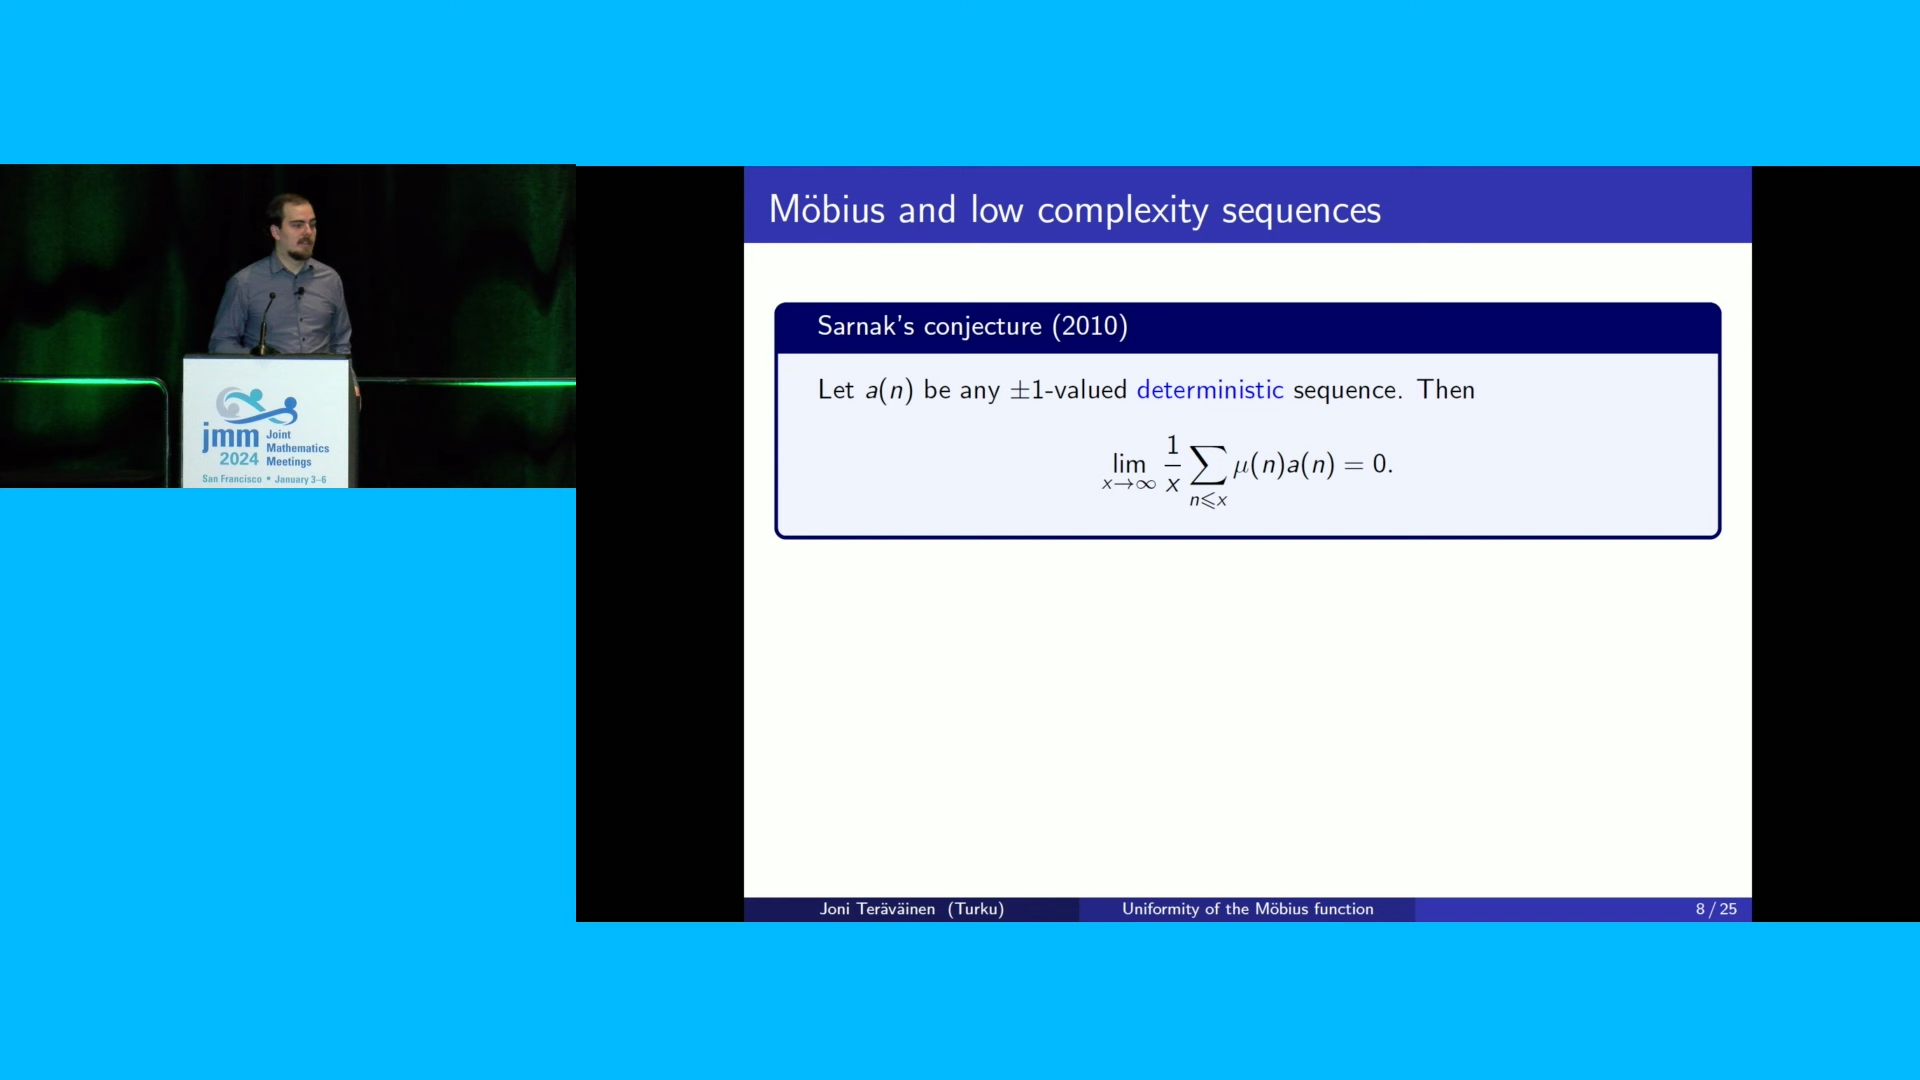 jmm Joint
Mathematics
2024 Meetings
San Francisco • January 3–6
Möbius and low complexity sequences
Sarnak's conjecture (2010)
Let a(n) be any ±1-valued deterministic sequence. Then
lim_{x→∞} 1/x ∑_{n⩽x} μ(n)a(n) = 0.
Joni Teräväinen (Turku) Uniformity of the Möbius function 8 / 25